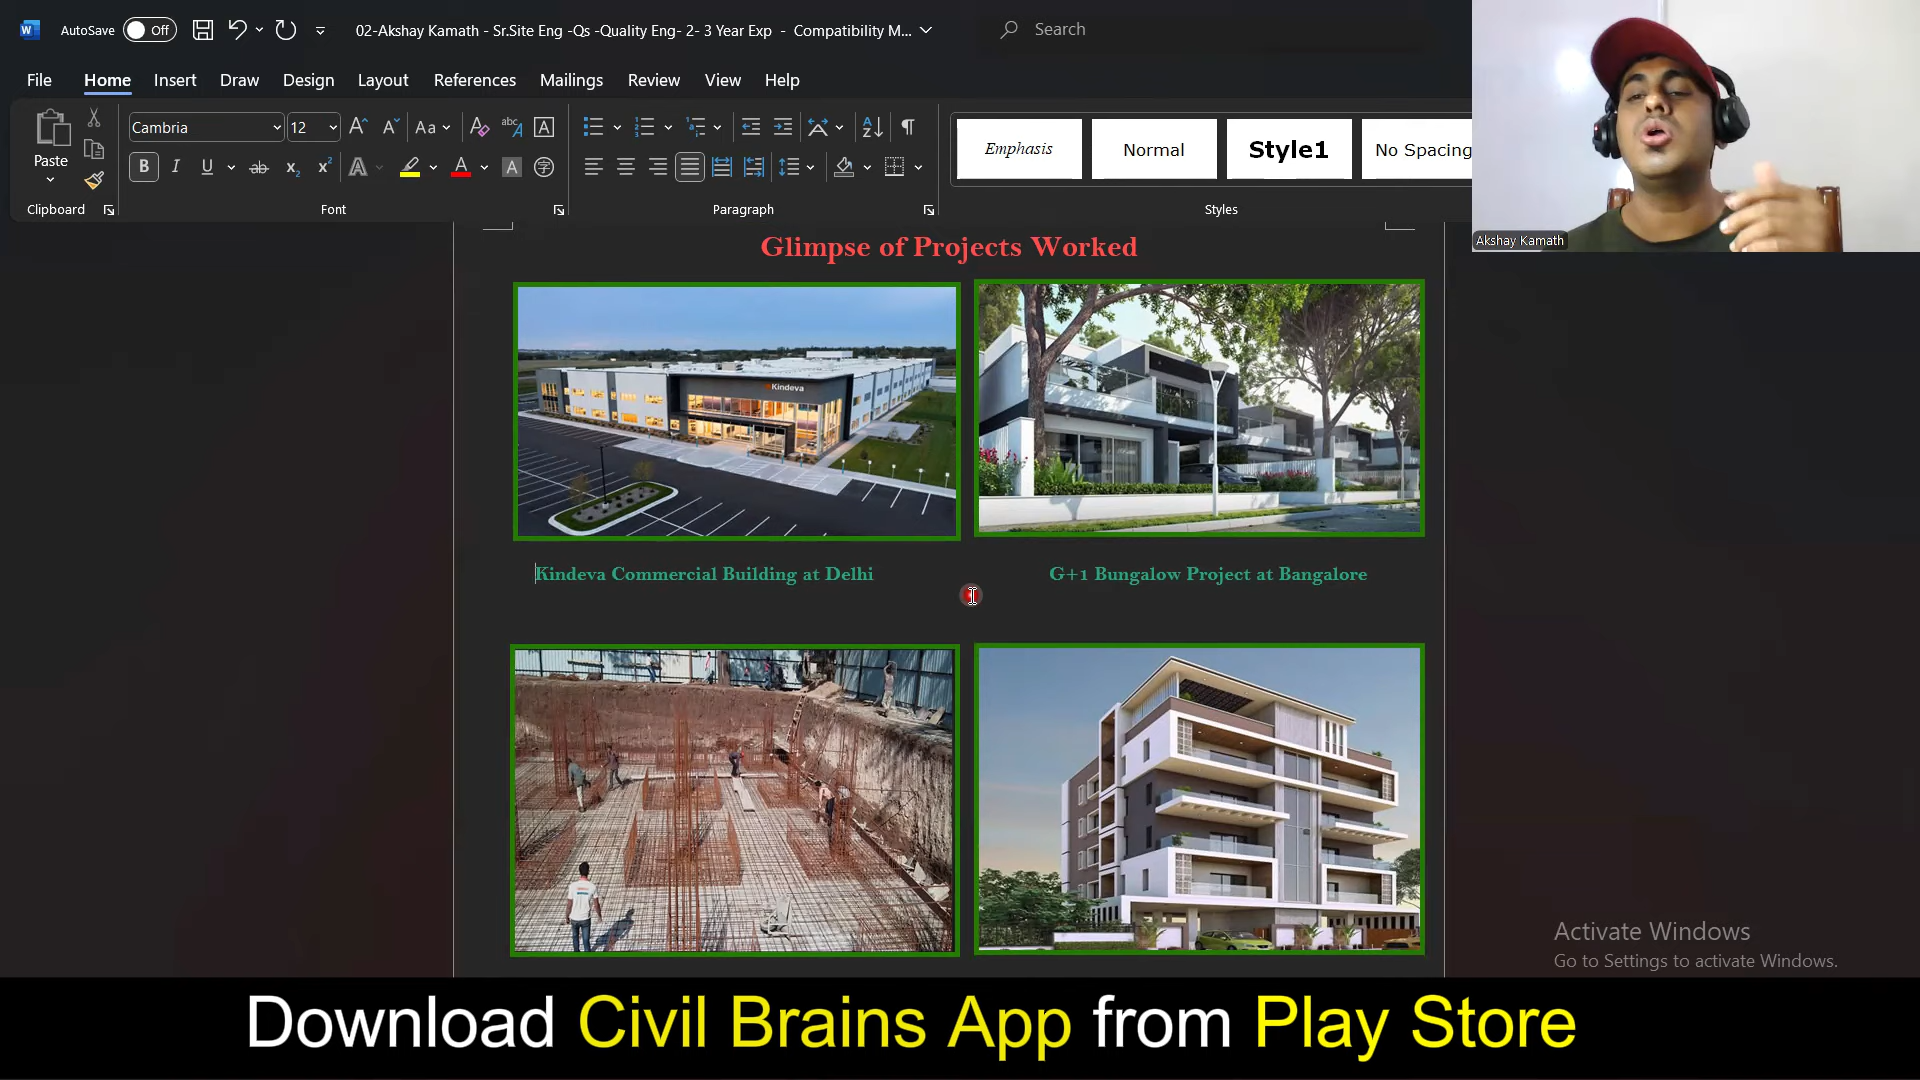 AutoSave Off 02-Akshay Kamath - Sr.Site Eng -Qs -Quality Eng- 2- 3 Year Exp - Compatibility M... Search
File Home Insert Draw Design Layout References Mailings Review View Help
Paste Cambria 12 Aa Emphasis Normal Style1 No Spacing
Clipboard Font Paragraph Styles
Akshay Kamath
Glimpse of Projects Worked
Kindeva
Kindeva Commercial Building at Delhi G+1 Bungalow Project at Bangalore
Activate Windows
Go to Settings to activate Windows.
Download Civil Brains App from Play Store